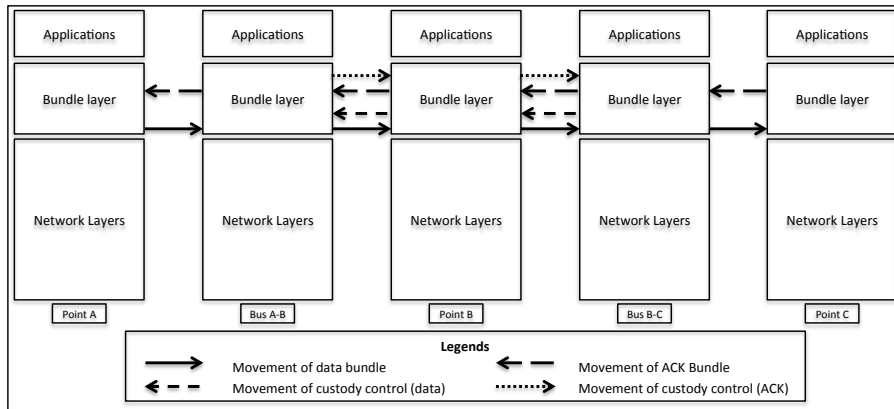 Applications Applications Applications Applications Applications
Bundle layer Bundle layer Bundle layer Bundle layer Bundle layer
Network Layers Network Layers Network Layers Network Layers Network Layers
Point A Bus A-B Point B Bus B-C Point C
Legends
Movement of data bundle Movement of ACK Bundle
Movement of custody control (data) Movement of custody control (ACK)